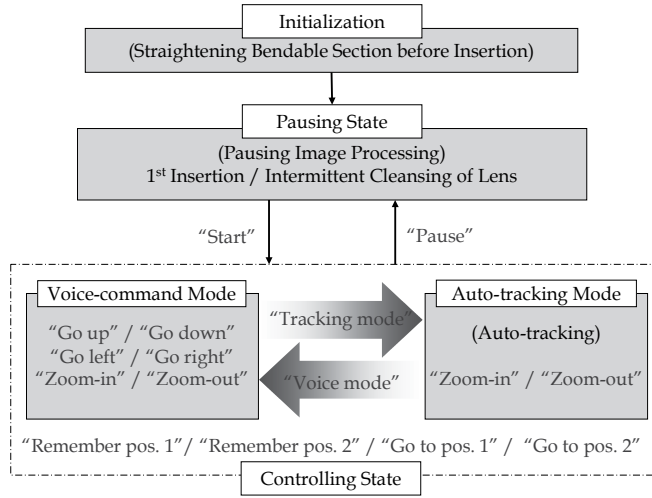 Initialization
(Straightening Bendable Section before Insertion)
Pausing State
(Pausing Image Processing)
1st Insertion / Intermittent Cleansing of Lens
“Start”
“Pause”
Voice-command Mode
“Go up” / “Go down”
“Go left” / “Go right”
“Zoom-in” / “Zoom-out”
“Tracking mode”
“Voice mode”
Auto-tracking Mode
(Auto-tracking)
“Zoom-in” / “Zoom-out”
“Remember pos. 1”/ “Remember pos. 2” / “Go to pos. 1” / “Go to pos. 2”
Controlling State